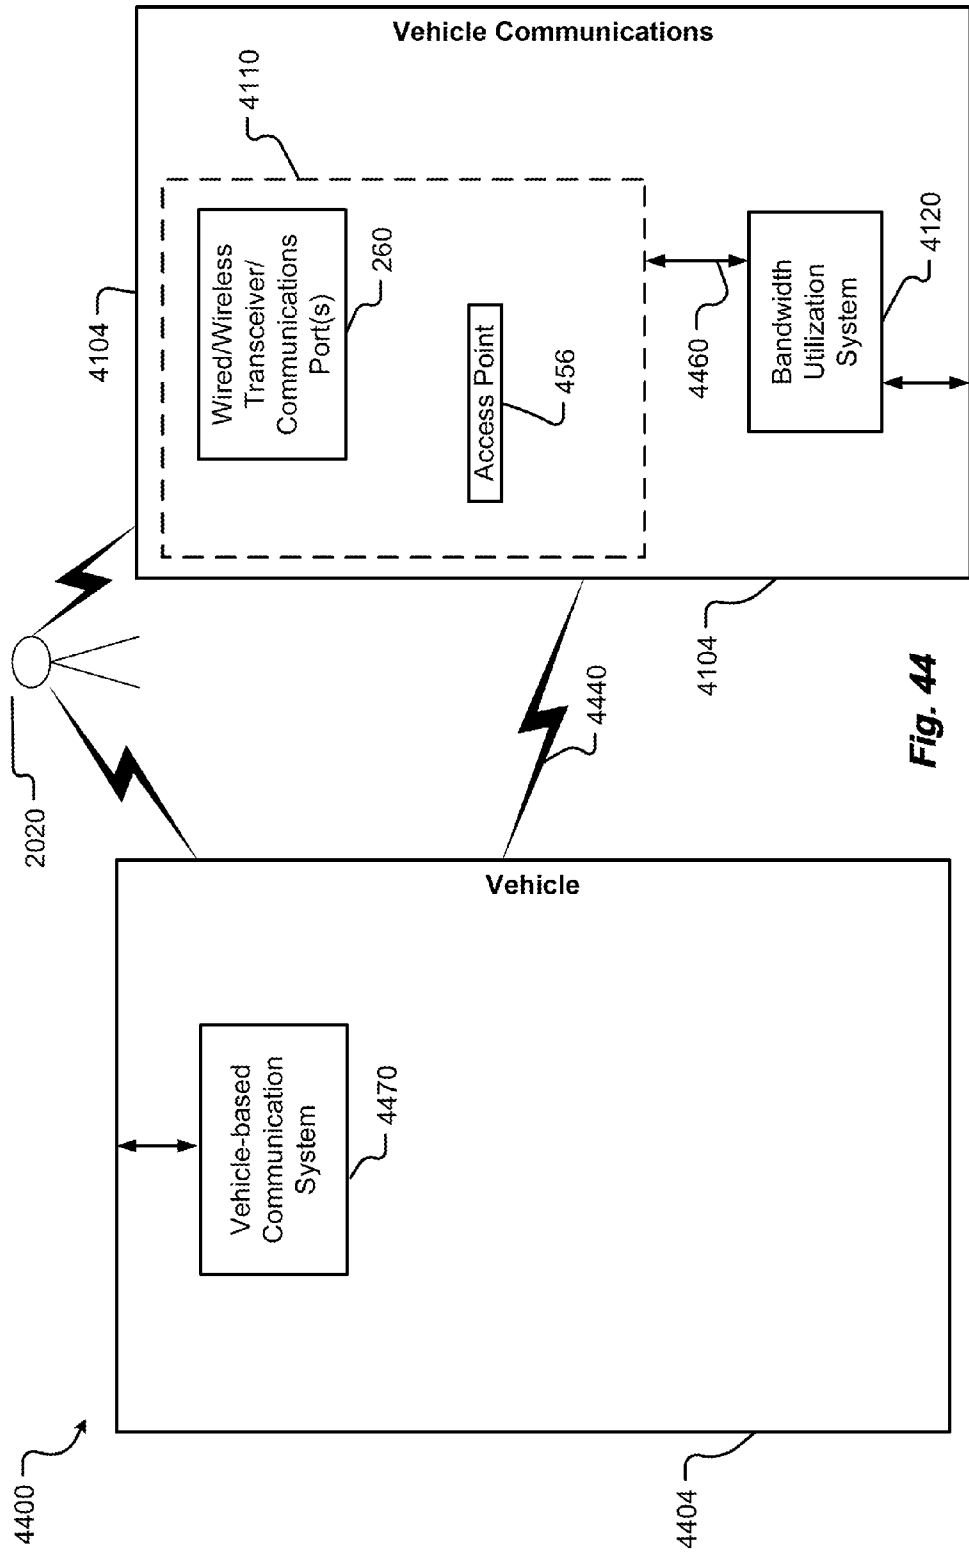 4400
2020
4104
4110
Vehicle
Vehicle Communications
Vehicle-based
Communication
System
4470
Wired/Wireless
Transceiver/
Communications
Port(s)
260
Access Point
456
4440
4460
Bandwidth
Utilization
System
4120
4404
4104
Fig. 44